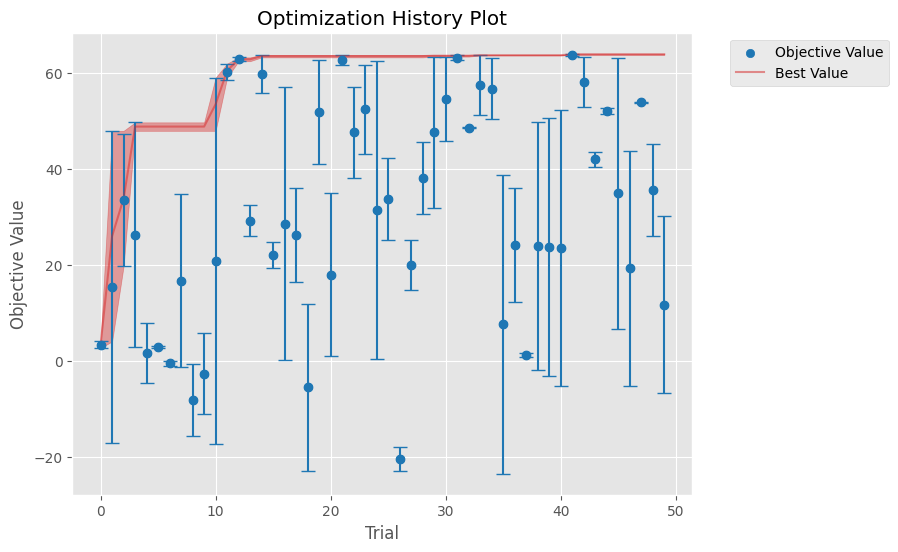 Optimization History Plot
Objective Value
Best Value
60
40
20
0
−20
Objective Value
0 10 20 30 40 50
Trial